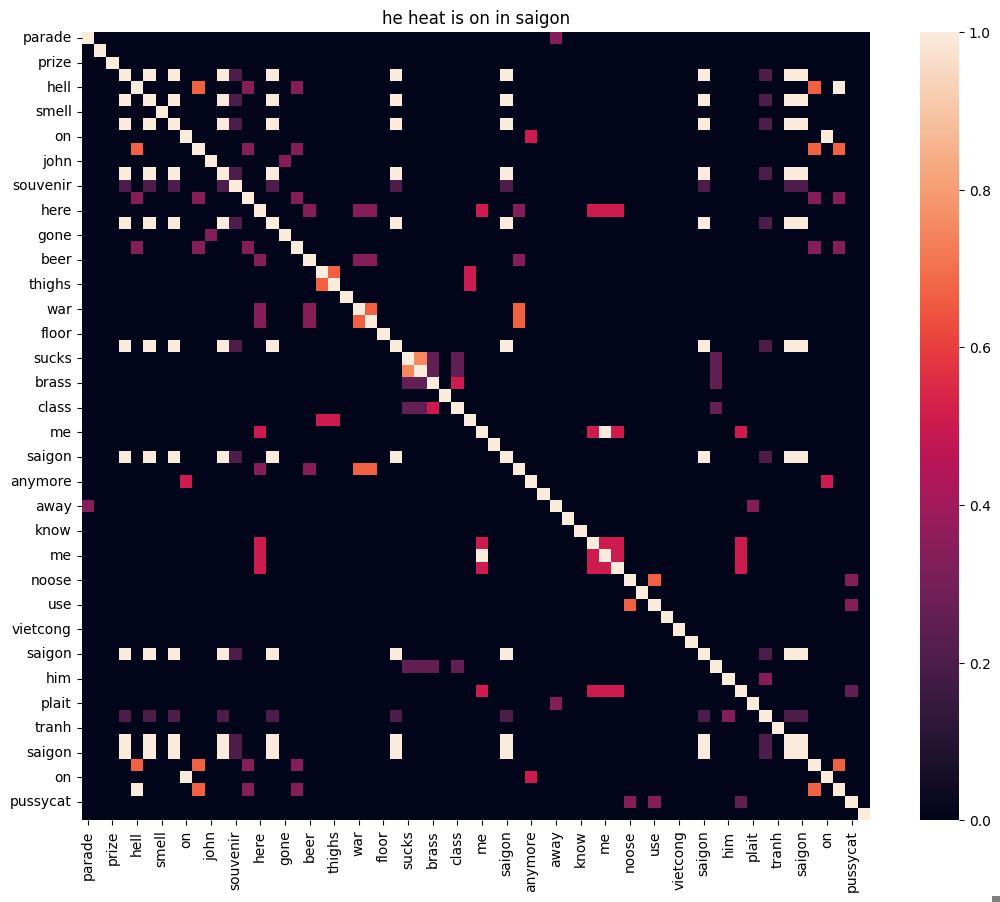 he heat is on in saigon
parade
prize
hell
smell
on
john
souvenir
here
gone
beer
thighs
war
floor
sucks
brass
class
me
saigon
anymore
away
know
me
noose
use
vietcong
saigon
him
plait
tranh
saigon
on
pussycat
parade
prize
hell
smell
on
john
souvenir
here
gone
beer
thighs
war
floor
sucks
brass
class
me
saigon
anymore
away
know
me
noose
use
vietcong
saigon
him
plait
tranh
saigon
on
pussycat
1.0
0.8
0.6
0.4
0.2
0.0